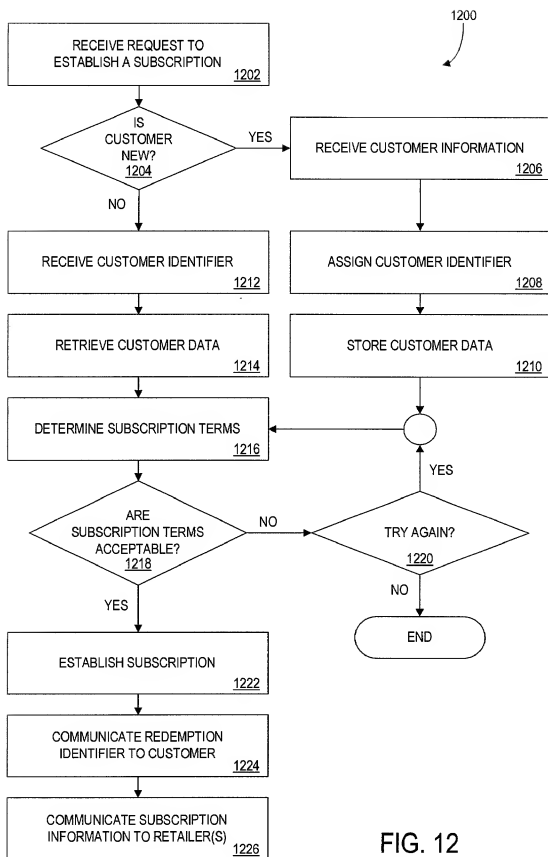 1200
RECEIVE REQUEST TO
ESTABLISH A SUBSCRIPTION
1202
IS
CUSTOMER
NEW?
1204
YES
RECEIVE CUSTOMER INFORMATION
1206
NO
RECEIVE CUSTOMER IDENTIFIER
1212
ASSIGN CUSTOMER IDENTIFIER
1208
RETRIEVE CUSTOMER DATA
1214
STORE CUSTOMER DATA
1210
DETERMINE SUBSCRIPTION TERMS
1216
YES
ARE
SUBSCRIPTION TERMS
ACCEPTABLE?
1218
NO
TRY AGAIN?
1220
YES
NO
END
ESTABLISH SUBSCRIPTION
1222
COMMUNICATE REDEMPTION
IDENTIFIER TO CUSTOMER
1224
COMMUNICATE SUBSCRIPTION
INFORMATION TO RETAILER(S)
1226
FIG. 12